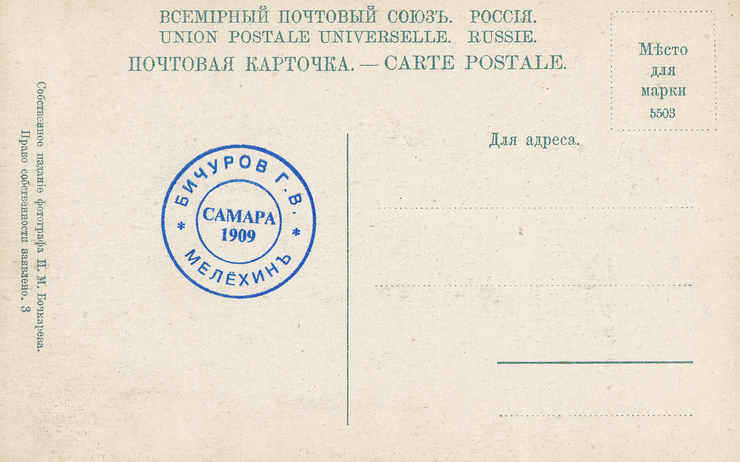 ВСЕМІРНЫЙ ПОЧТОВЫЙ СОЮЗЪ. РОССІЯ.
UNION POSTALE UNIVERSELLE. RUSSIE.
ПОЧТОВАЯ КАРТОЧКА. — CARTE POSTALE.
Мѣсто
для
марки
5503
Для адреса.
БИЧУРОВ Г. В.
САМАРА
1909
* МЕЛЁХИНЪ *
Собственное изданіе фотографа П. М. Бочкарева.
Право собственности заявлено. 3